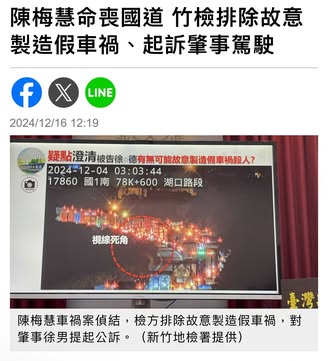 陳梅慧命喪國道 竹檢排除故意
製造假車禍、起訴肇事駕駛
LINE
2024/12/16 12:19
疑點澄清 被告徐 德有無可能故意製造假車禍殺人?
2024-12-04 03:03:44
17860 國1南 78K+600 湖口路段
視線死角
臺灣
陳梅慧車禍案偵結，檢方排除故意製造假車禍，對
肇事徐男提起公訴。（新竹地檢署提供）